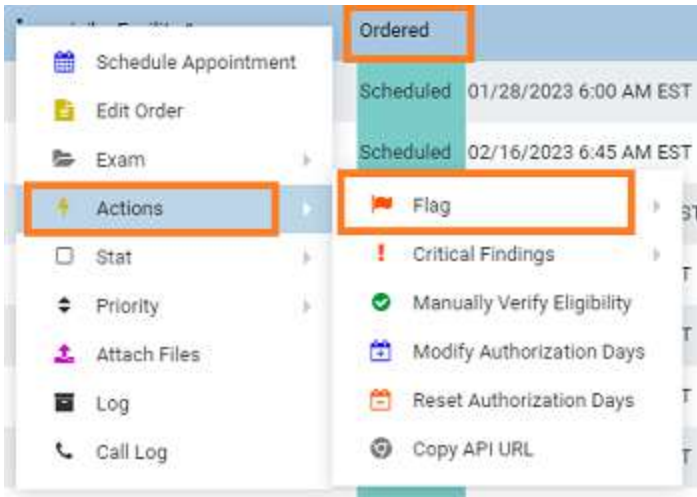 Ordered
Schedule Appointment
Scheduled 01/28/2023 6:00 AM EST
Edit Order
Exam
Scheduled 02/16/2023 6:45 AM EST
Actions
Flag
Stat
Critical Findings
Priority
Manually Verify Eligibility
Attach Files
Modify Authorization Days
Log
Reset Authorization Days
Call Log
Copy API URL